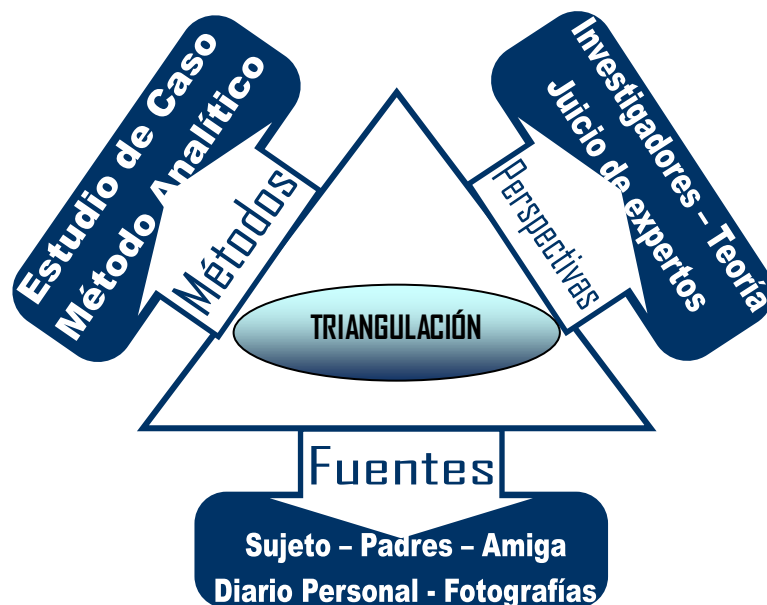 Estudio de Caso
Método Analítico
Métodos
Investigadores – Teoría
Juicio de expertos
Perspectivas
TRIANGULACIÓN
Fuentes
Sujeto – Padres – Amiga
Diario Personal - Fotografías